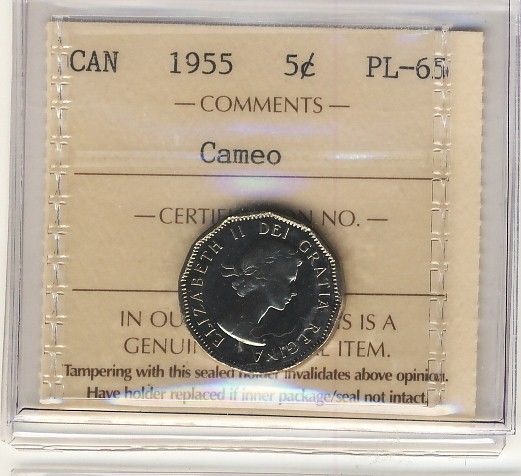 CAN 1955 5¢ PL-65
— COMMENTS —
Cameo
— CERTIF N NO. —
ELIZABETH II DEI GRATIA REGINA
IN OU IS IS A
GENUI L ITEM.
Tampering with this sealed holder invalidates above opinion.
Have holder replaced if inner package/seal not intact.